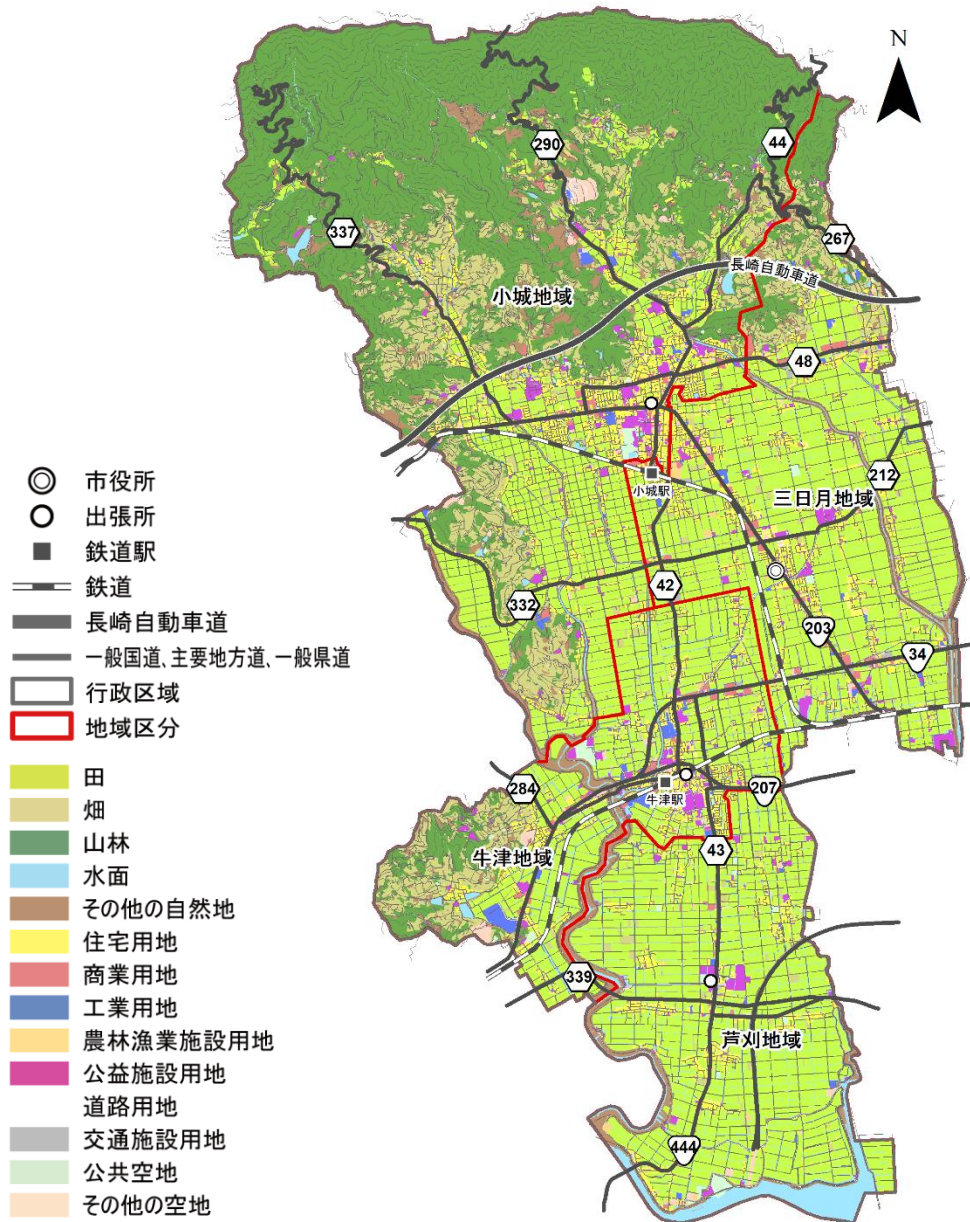 N
290
44
337
267
長崎自動車道
小城地域
48
212
小城駅
三日月地域
42
332
203
34
284
牛津駅
207
牛津地域
43
339
芦刈地域
444
市役所
出張所
鉄道駅
鉄道
長崎自動車道
一般国道、主要地方道、一般県道
行政区域
地域区分
田
畑
山林
水面
その他の自然地
住宅用地
商業用地
工業用地
農林漁業施設用地
公益施設用地
道路用地
交通施設用地
公共空地
その他の空地